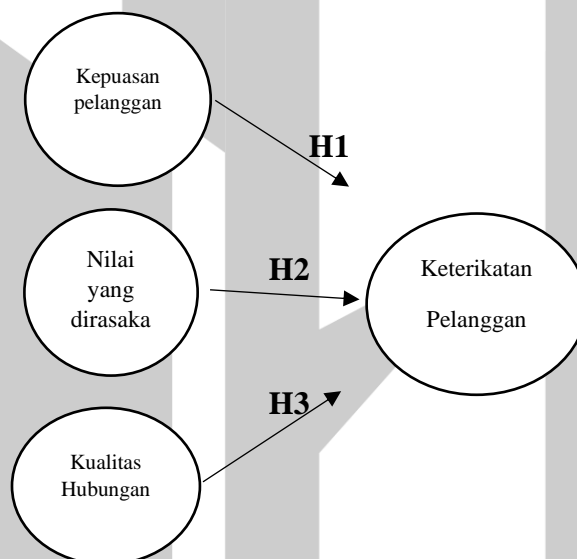 Kepuasan
pelanggan
H1
Nilai
yang
dirasaka
H2
Keterikatan
Pelanggan
H3
Kualitas
Hubungan